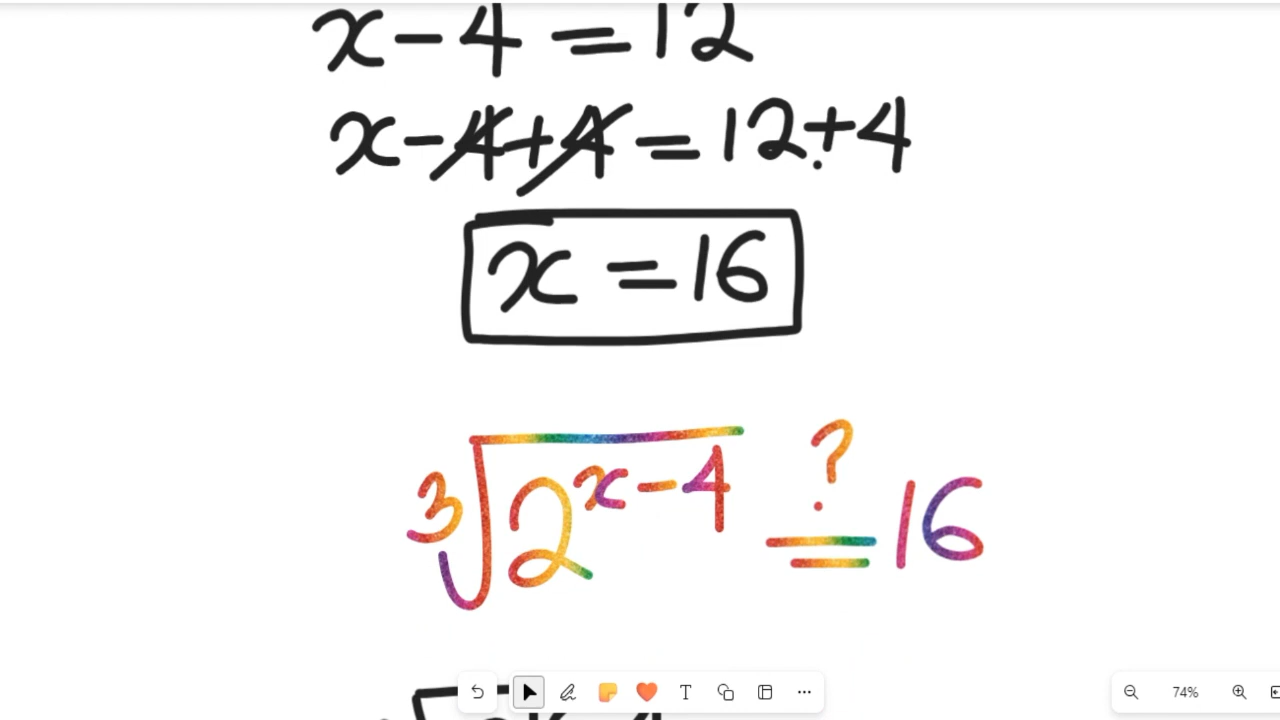 x-4=12
x-4+4=12+4
x=16
∛(2^(x-4)) ≟ 16
T
74%